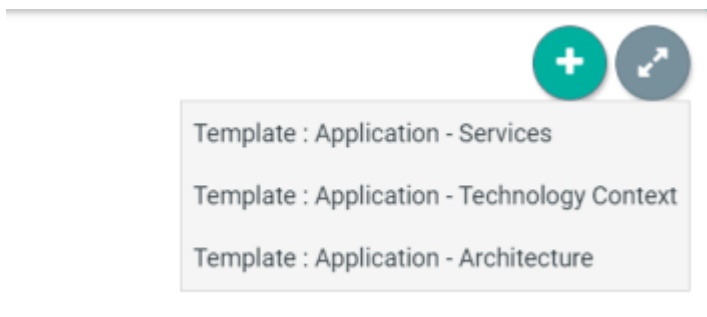 Template : Application - Services
Template : Application - Technology Context
Template : Application - Architecture